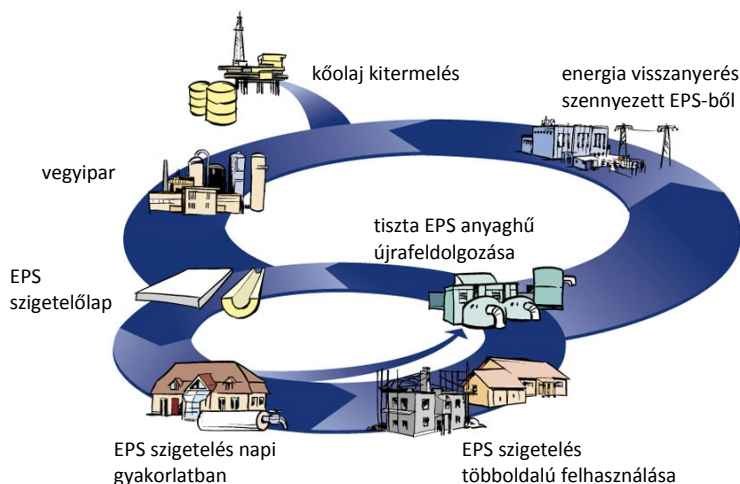 kőolaj kitermelés
energia visszanyerés
szennyezett EPS-ből
vegyipar
tiszta EPS anyaghű
újrafeldolgozása
EPS
szigetelőlap
EPS szigetelés napi
gyakorlatban
EPS szigetelés
többoldalú felhasználása